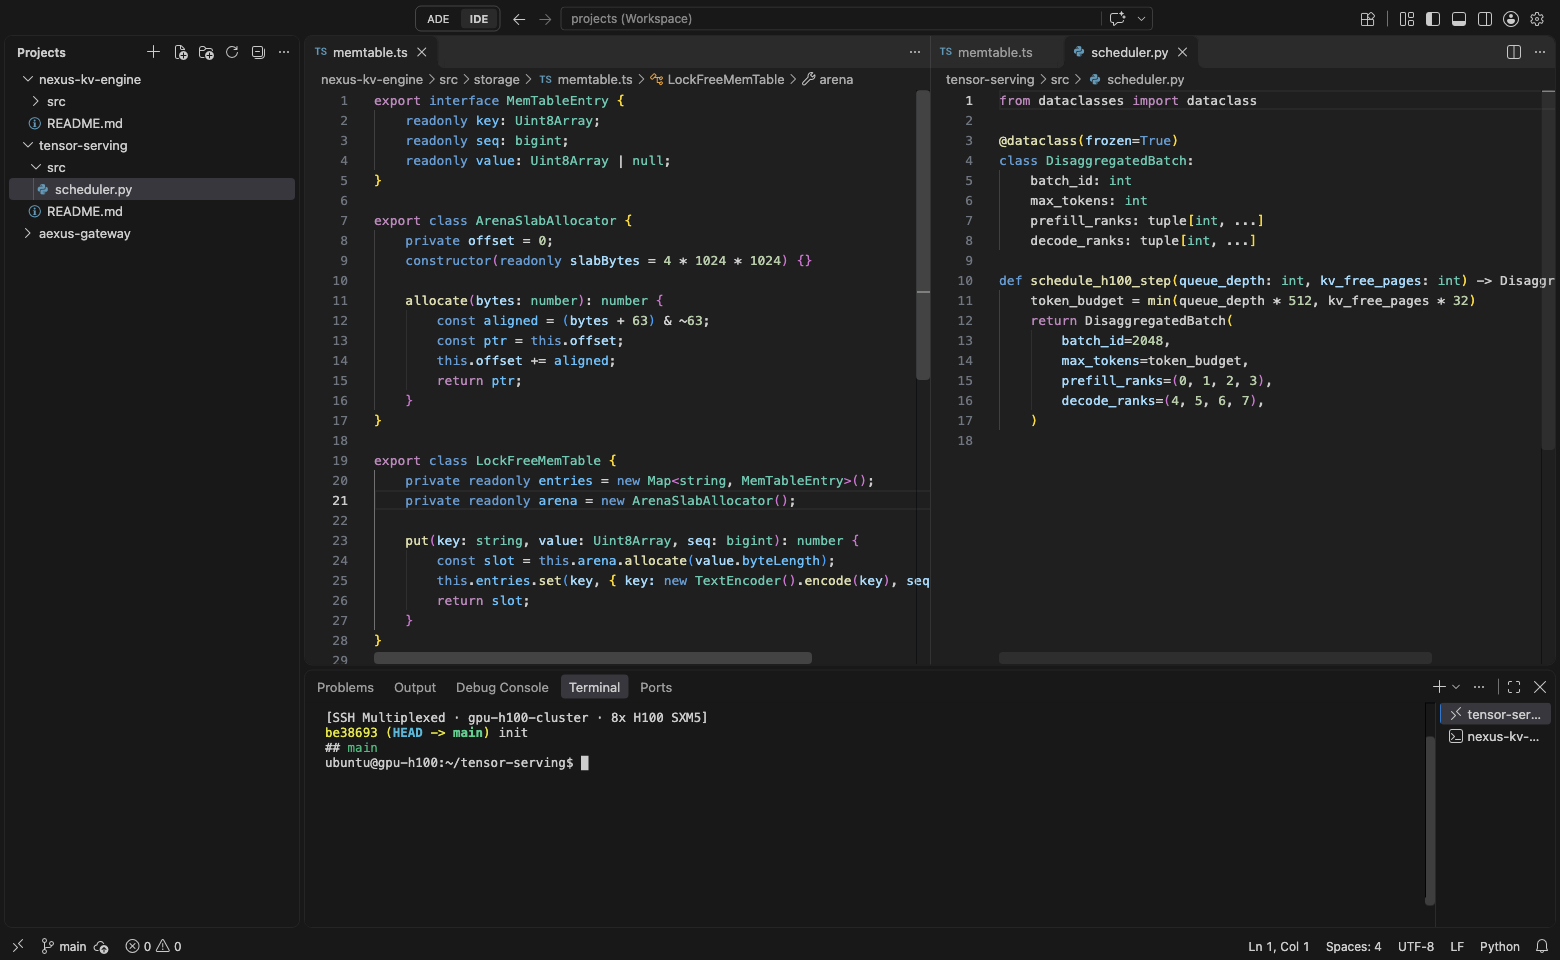 ADE IDE projects (Workspace)
Projects
nexus-kv-engine
src
README.md
tensor-serving
src
scheduler.py
README.md
aexus-gateway
TS memtable.ts
nexus-kv-engine > src > storage > TS memtable.ts > LockFreeMemTable > arena
1 export interface MemTableEntry {
2 readonly key: Uint8Array;
3 readonly seq: bigint;
4 readonly value: Uint8Array | null;
5 }
6
7 export class ArenaSlabAllocator {
8 private offset = 0;
9 constructor(readonly slabBytes = 4 * 1024 * 1024) {}
10
11 allocate(bytes: number): number {
12 const aligned = (bytes + 63) & ~63;
13 const ptr = this.offset;
14 this.offset += aligned;
15 return ptr;
16 }
17 }
18
19 export class LockFreeMemTable {
20 private readonly entries = new Map<string, MemTableEntry>();
21 private readonly arena = new ArenaSlabAllocator();
22
23 put(key: string, value: Uint8Array, seq: bigint): number {
24 const slot = this.arena.allocate(value.byteLength);
25 this.entries.set(key, { key: new TextEncoder().encode(key), seq
26 return slot;
27 }
28 }
29
TS memtable.ts scheduler.py
tensor-serving > src > scheduler.py
1 from dataclasses import dataclass
2
3 @dataclass(frozen=True)
4 class DisaggregatedBatch:
5 batch_id: int
6 max_tokens: int
7 prefill_ranks: tuple[int, ...]
8 decode_ranks: tuple[int, ...]
9
10 def schedule_h100_step(queue_depth: int, kv_free_pages: int) -> Disaggr
11 token_budget = min(queue_depth * 512, kv_free_pages * 32)
12 return DisaggregatedBatch(
13 batch_id=2048,
14 max_tokens=token_budget,
15 prefill_ranks=(0, 1, 2, 3),
16 decode_ranks=(4, 5, 6, 7),
17 )
18
Problems Output Debug Console Terminal Ports
[SSH Multiplexed · gpu-h100-cluster · 8x H100 SXM5]
be38693 (HEAD -> main) init
## main
ubuntu@gpu-h100:~/tensor-serving$
tensor-ser...
nexus-kv-...
main 0 0
Ln 1, Col 1 Spaces: 4 UTF-8 LF Python